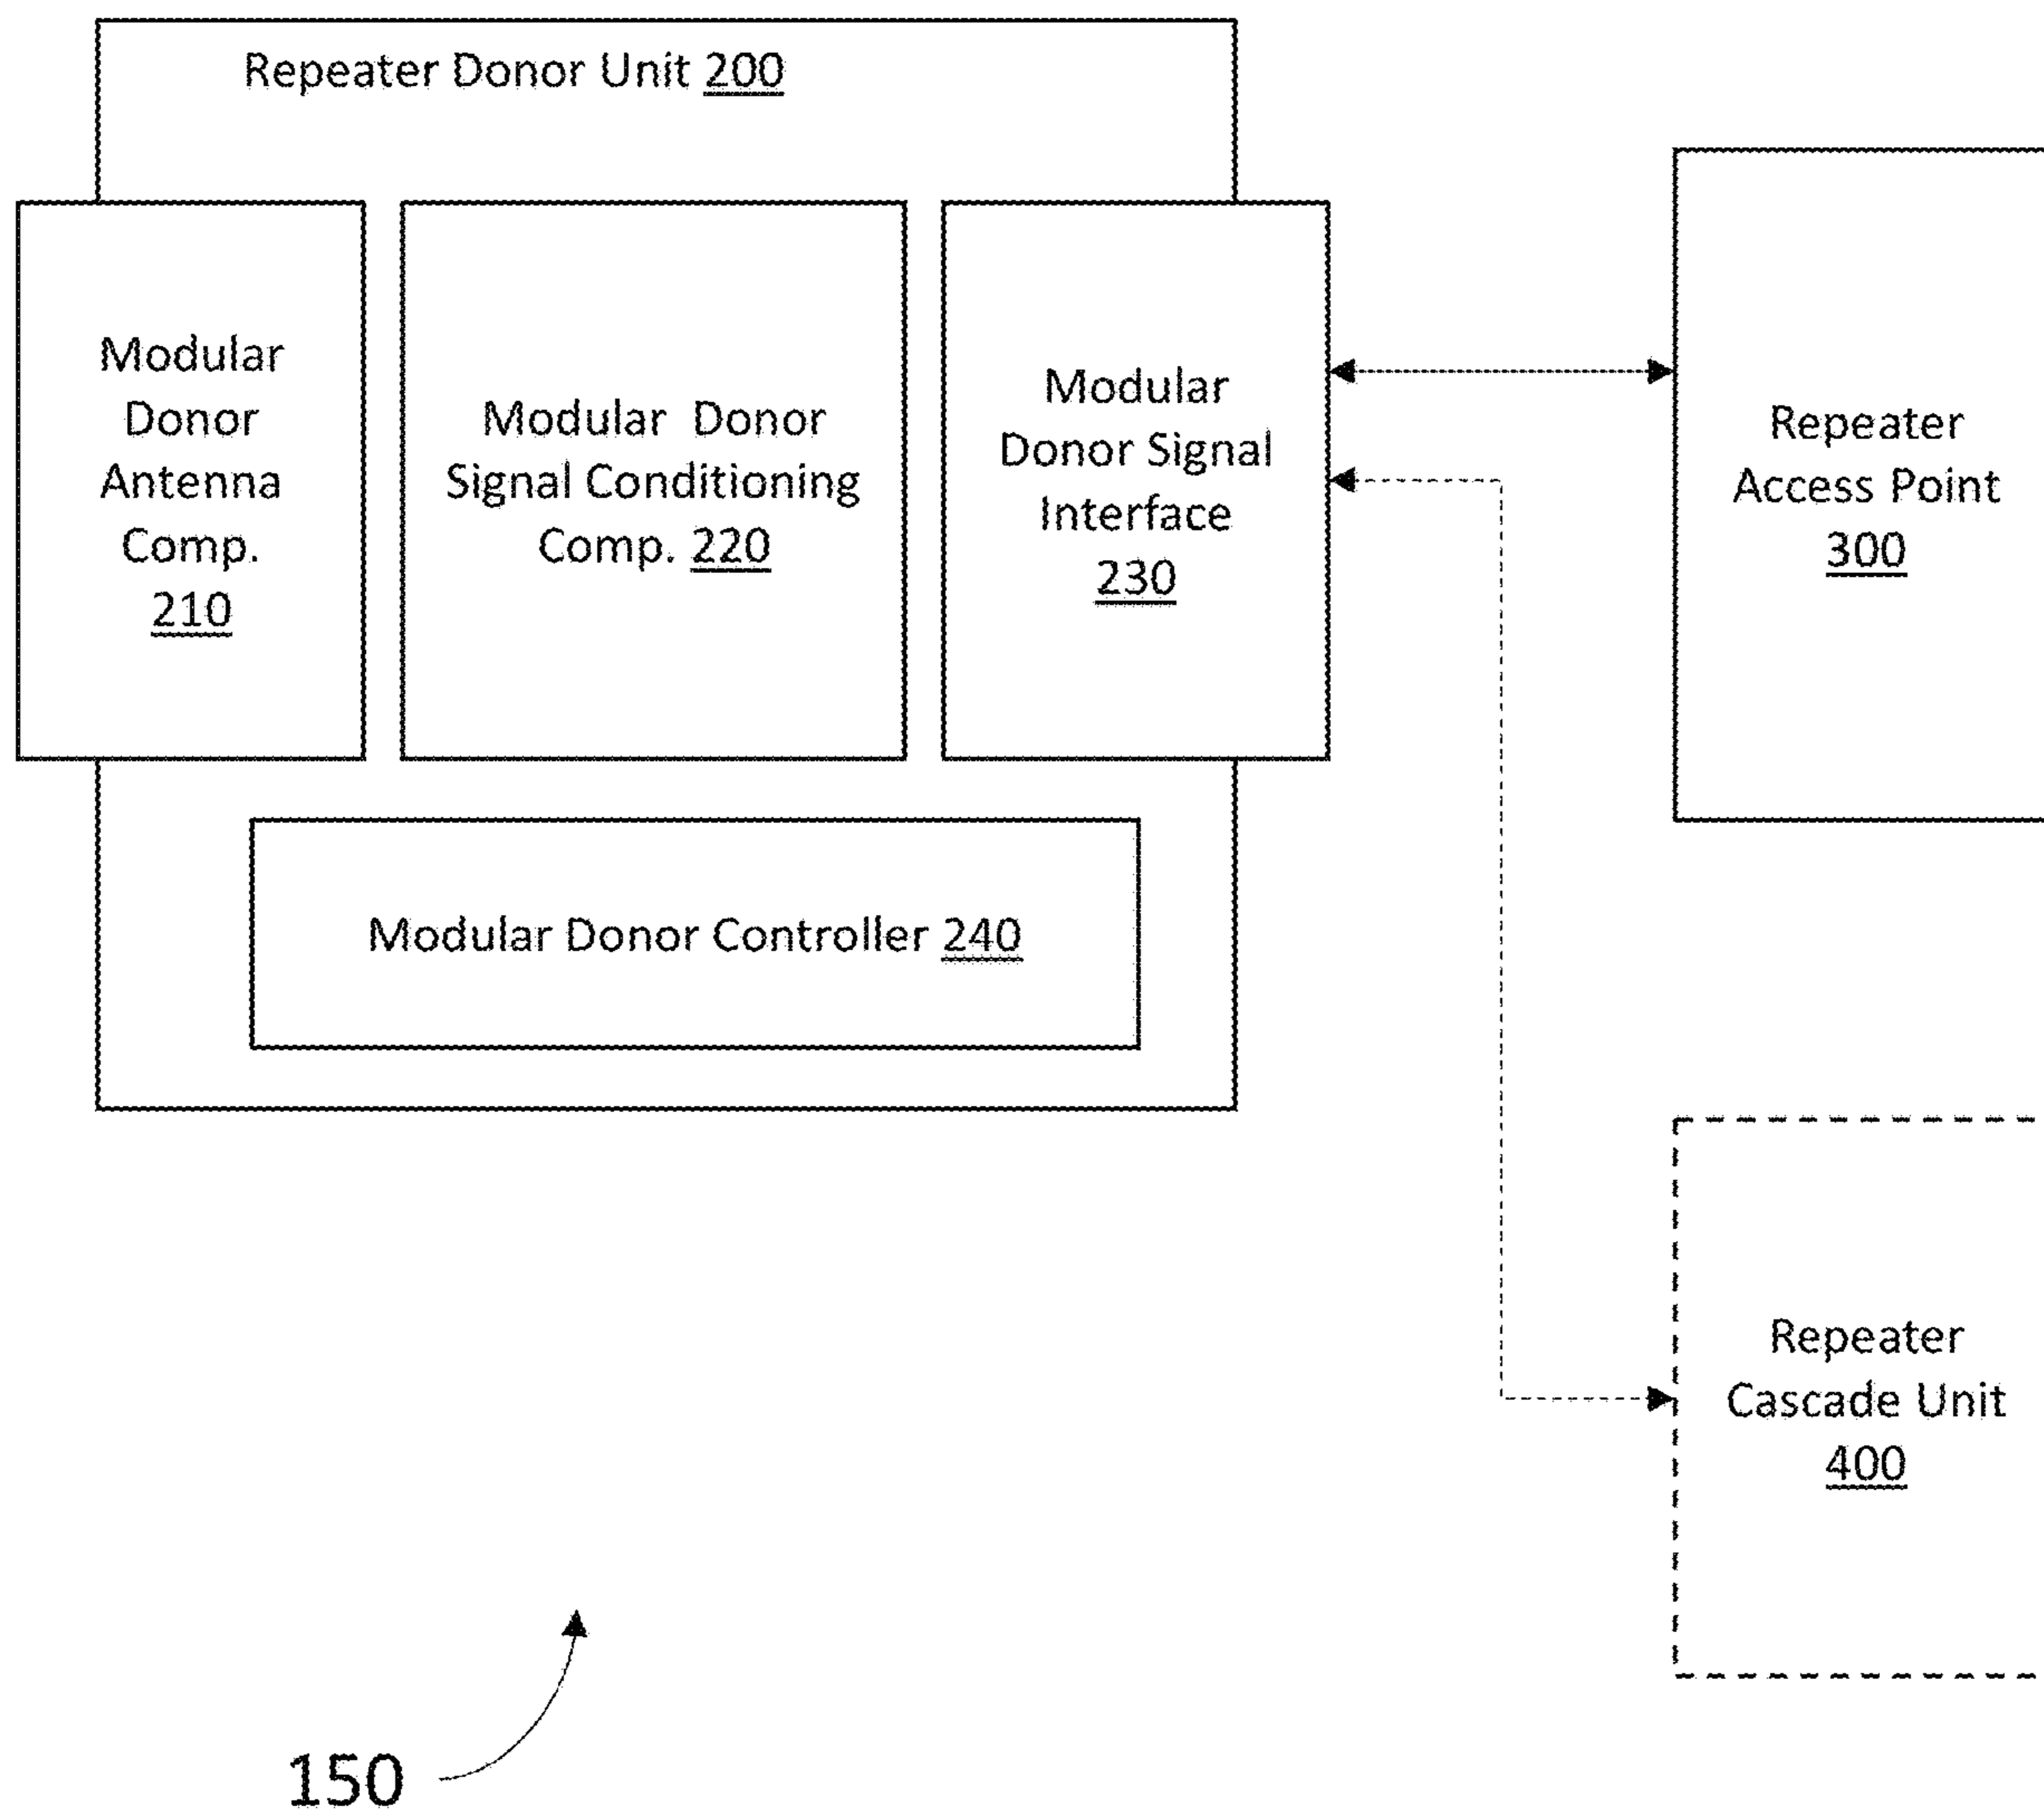 Repeater Donor Unit 200
Modular
Donor
Antenna
Comp.
210
Modular Donor
Signal Conditioning
Comp. 220
Modular
Donor Signal
Interface
230
Repeater
Access Point
300
Modular Donor Controller 240
Repeater
Cascade Unit
400
150